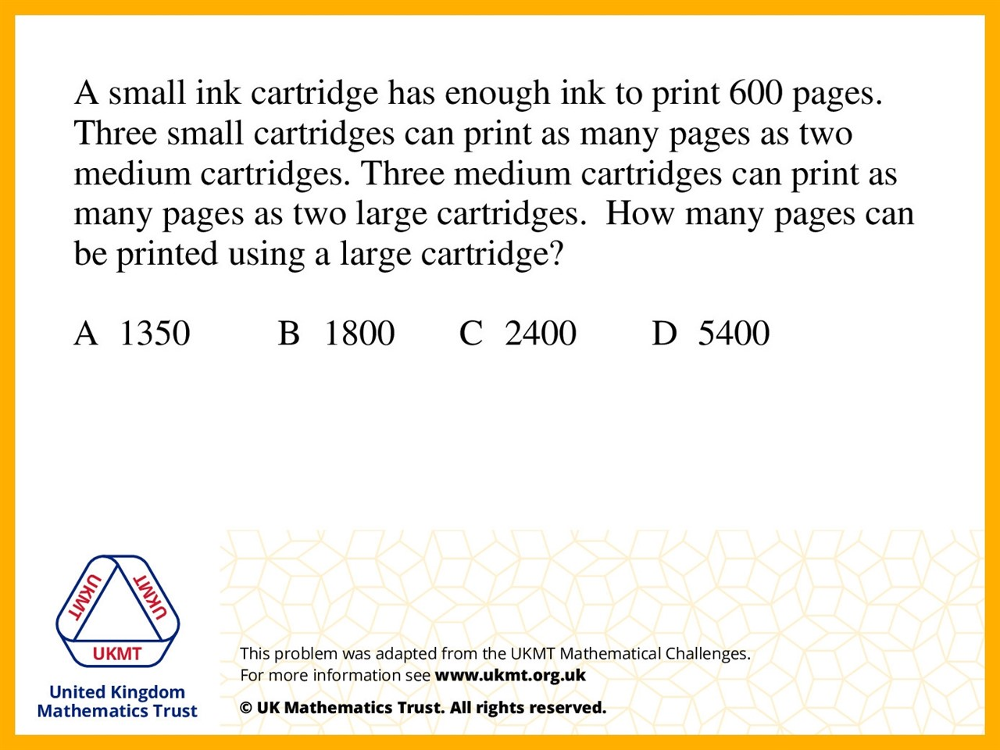 A small ink cartridge has enough ink to print 600 pages.
Three small cartridges can print as many pages as two
medium cartridges. Three medium cartridges can print as
many pages as two large cartridges.  How many pages can
be printed using a large cartridge?
A 1350 B 1800 C 2400 D 5400
UKMT UKMT
UKMT
United Kingdom
Mathematics Trust
This problem was adapted from the UKMT Mathematical Challenges.
For more information see www.ukmt.org.uk
© UK Mathematics Trust. All rights reserved.